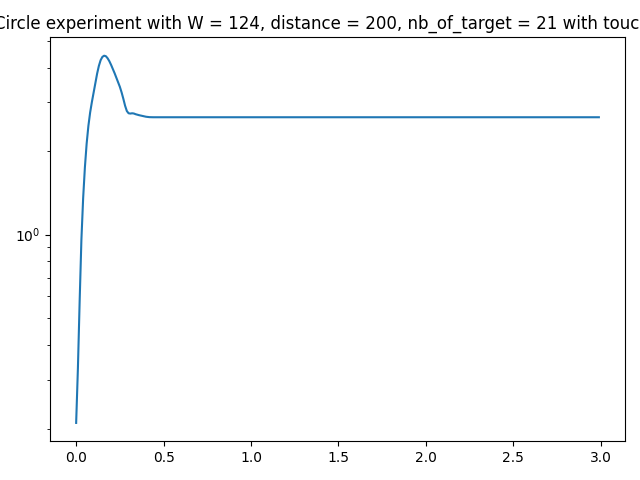 Circle experiment with W = 124, distance = 200, nb_of_target = 21 with touc
10⁰
0.0 0.5 1.0 1.5 2.0 2.5 3.0